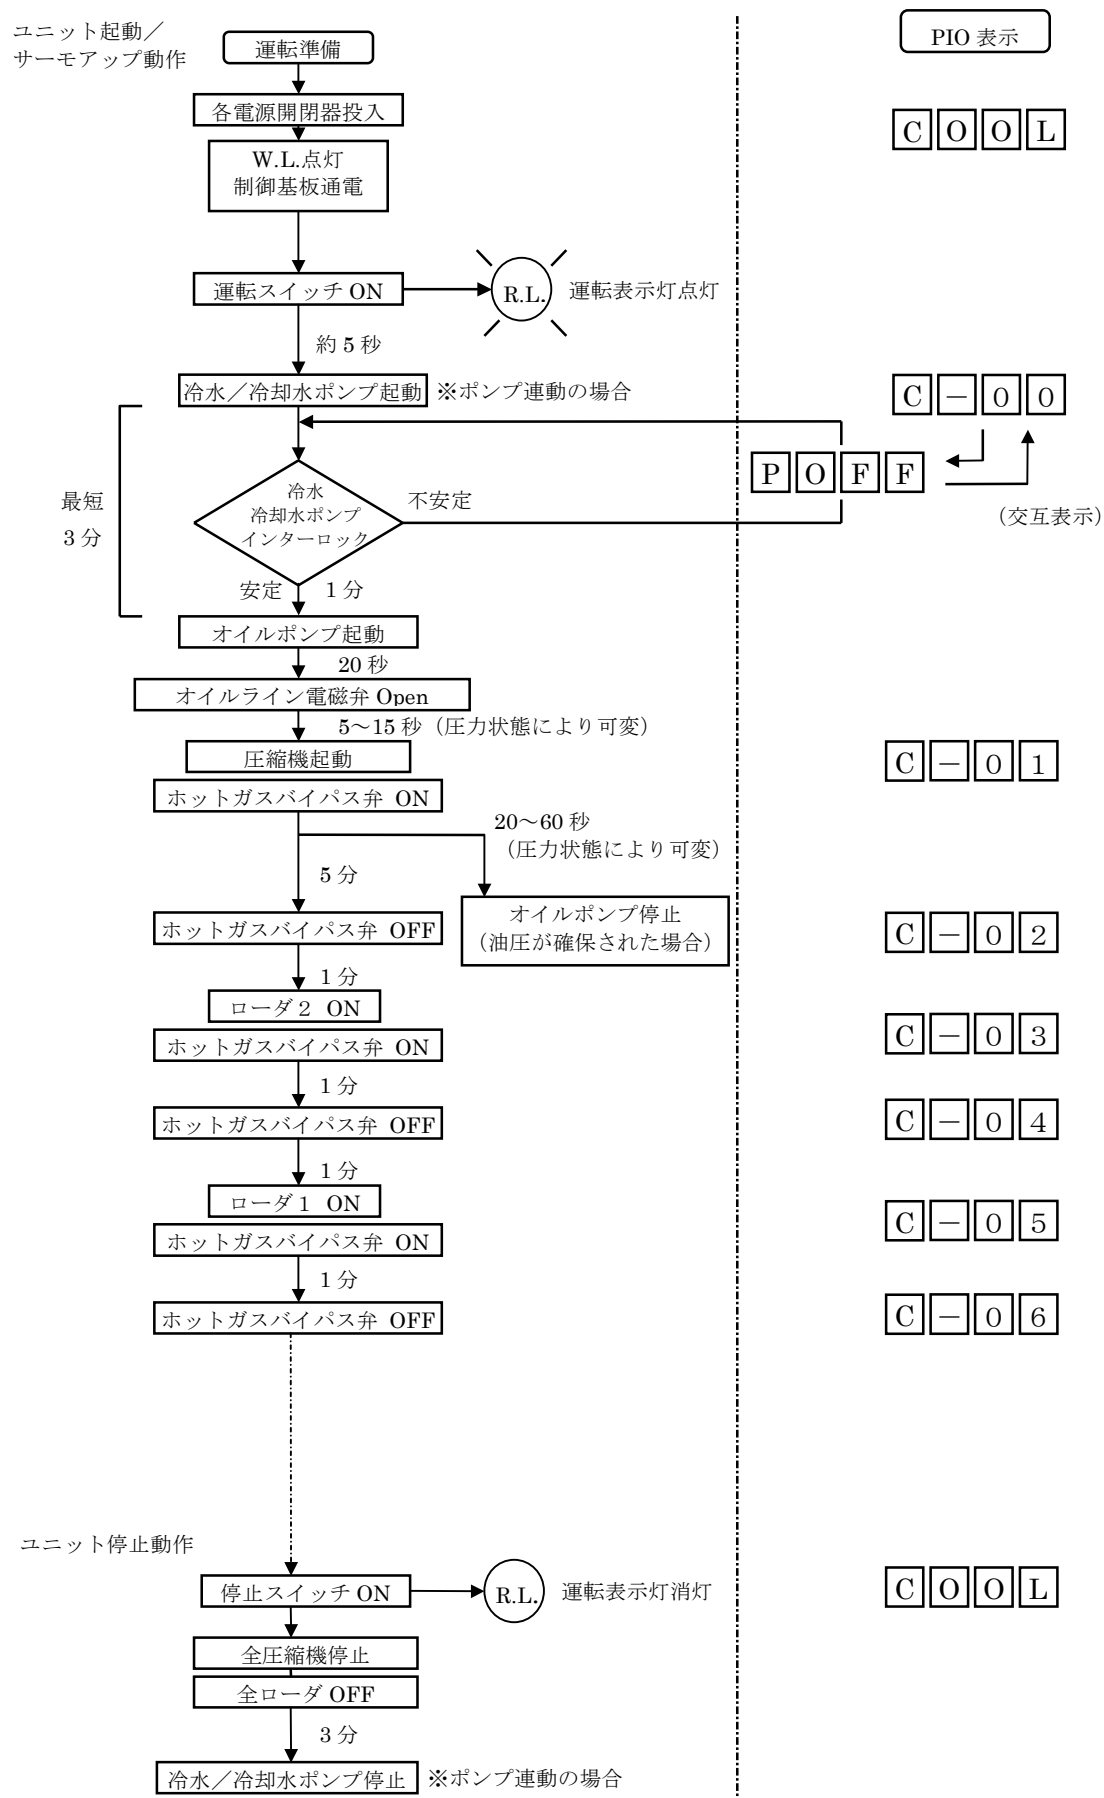 ユニット起動／
サーモアップ動作
運転準備
PIO 表示
各電源開閉器投入
C O O L
W.L.点灯
制御基板通電
運転スイッチ ON
R.L.
運転表示灯点灯
約 5 秒
冷水／冷却水ポンプ起動 ※ポンプ連動の場合
C － 0 0
P O F F
（交互表示）
最短
3 分
冷水
冷却水ポンプ
インターロック
不安定
安定 1 分
オイルポンプ起動
20 秒
オイルライン電磁弁 Open
5～15 秒（圧力状態により可変）
圧縮機起動
C － 0 1
ホットガスバイパス弁 ON
20～60 秒
（圧力状態により可変）
5 分
オイルポンプ停止
（油圧が確保された場合）
ホットガスバイパス弁 OFF
C － 0 2
1 分
ローダ２ ON
ホットガスバイパス弁 ON
C － 0 3
1 分
ホットガスバイパス弁 OFF
C － 0 4
1 分
ローダ１ ON
ホットガスバイパス弁 ON
C － 0 5
1 分
ホットガスバイパス弁 OFF
C － 0 6
ユニット停止動作
停止スイッチ ON
R.L.
運転表示灯消灯
C O O L
全圧縮機停止
全ローダ OFF
3 分
冷水／冷却水ポンプ停止 ※ポンプ連動の場合